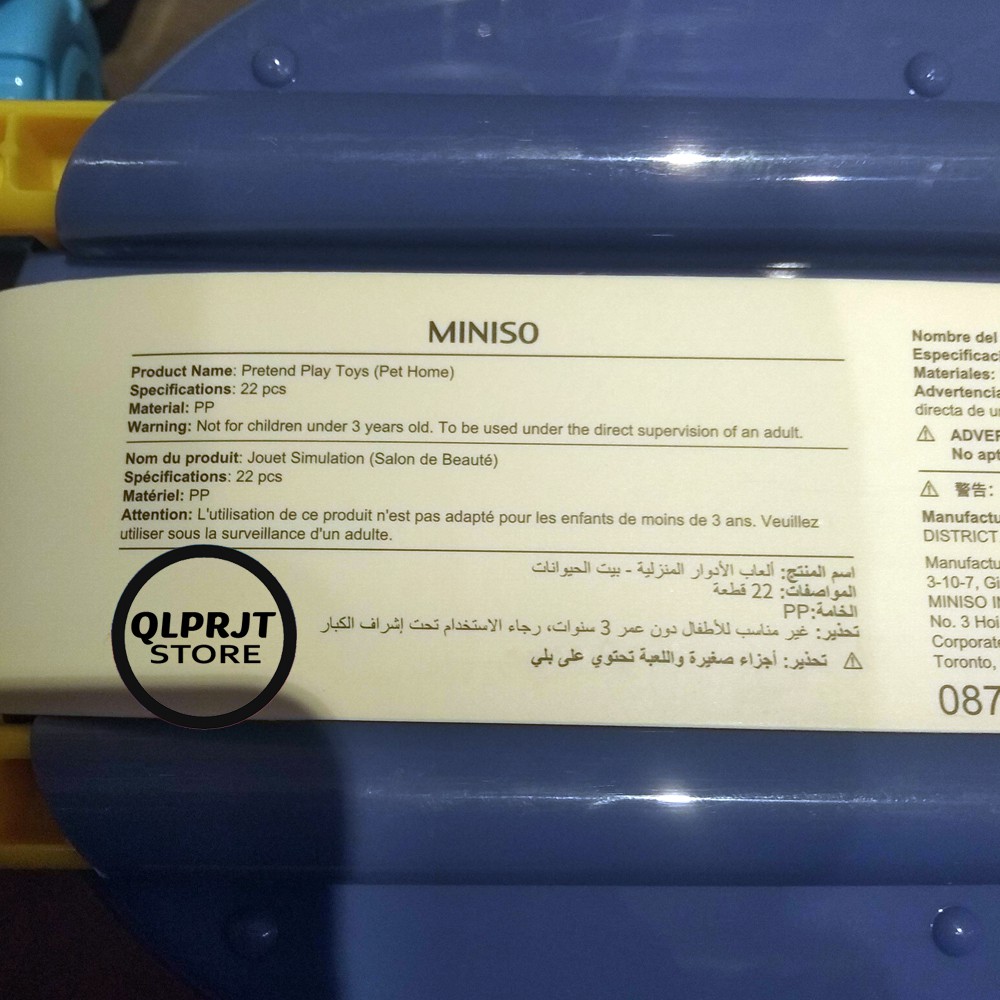 MINISO
Product Name: Pretend Play Toys (Pet Home)
Specifications: 22 pcs
Material: PP
Warning: Not for children under 3 years old. To be used under the direct supervision of an adult.
Nom du produit: Jouet Simulation (Salon de Beauté)
Spécifications: 22 pcs
Matériel: PP
Attention: L'utilisation de ce produit n'est pas adapté pour les enfants de moins de 3 ans. Veuillez
utiliser sous la surveillance d'un adulte.
اسم المنتج: ألعاب الأدوار المنزلية - بيت الحيوانات
المواصفات: 22 قطعة
الخامة:PP
تحذير: غير مناسب للأطفال دون عمر 3 سنوات، رجاء الاستخدام تحت إشراف الكبار
⚠ تحذير: أجزاء صغيرة واللعبة تحتوي على بلي
QLPRJT
STORE
Nombre del
Especificaci
Materiales:
Advertencia
directa de u
⚠ ADVER
No apt
⚠ 警告:
Manufactu
DISTRICT
Manufactu
3-10-7, Gi
MINISO I
No. 3 Hoi
Corporate
Toronto,
087